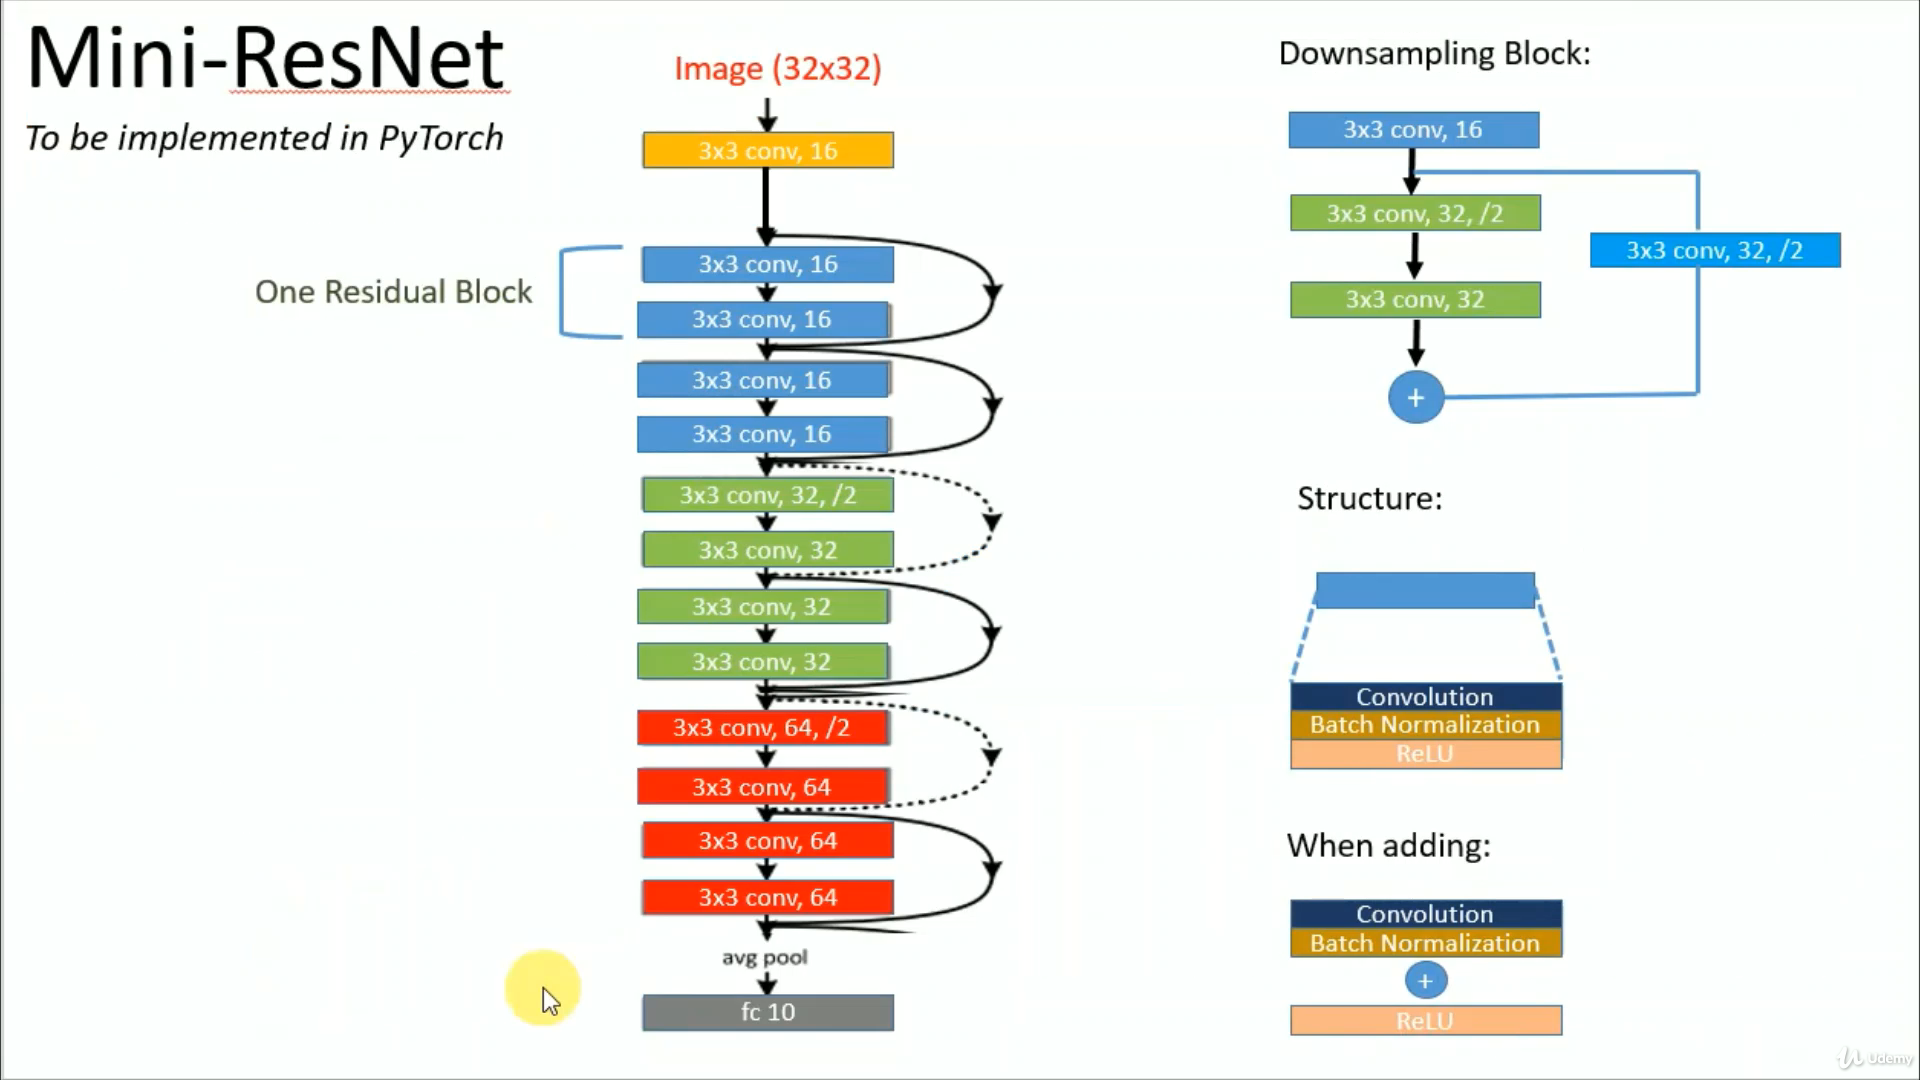 Mini-ResNet
To be implemented in PyTorch
Image (32x32)
3x3 conv, 16
One Residual Block
3x3 conv, 16
3x3 conv, 16
3x3 conv, 16
3x3 conv, 16
3x3 conv, 32, /2
3x3 conv, 32
3x3 conv, 32
3x3 conv, 32
3x3 conv, 64, /2
3x3 conv, 64
3x3 conv, 64
3x3 conv, 64
avg pool
fc 10
Downsampling Block:
3x3 conv, 16
3x3 conv, 32, /2
3x3 conv, 32, /2
3x3 conv, 32
+
Structure:
Convolution
Batch Normalization
ReLU
When adding:
Convolution
Batch Normalization
+
ReLU
Udemy